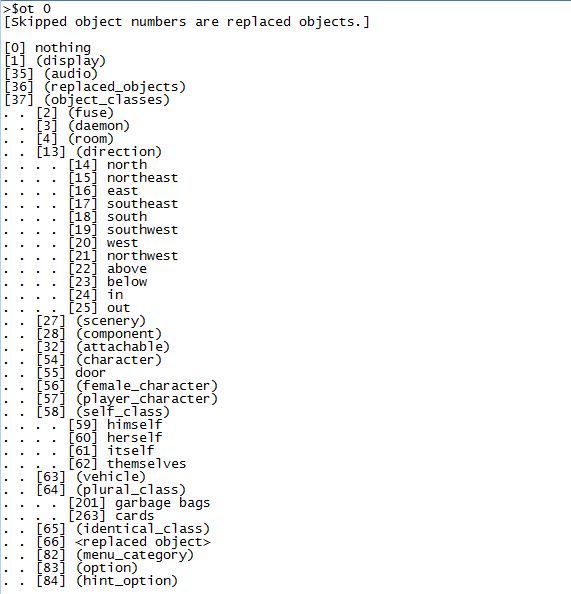 >$ot 0
[Skipped object numbers are replaced objects.]
[0] nothing
[1] (display)
[35] (audio)
[36] (replaced_objects)
[37] (object_classes)
. . [2] (fuse)
. . [3] (daemon)
. . [4] (room)
. . [13] (direction)
. . . . [14] north
. . . . [15] northeast
. . . . [16] east
. . . . [17] southeast
. . . . [18] south
. . . . [19] southwest
. . . . [20] west
. . . . [21] northwest
. . . . [22] above
. . . . [23] below
. . . . [24] in
. . . . [25] out
. . [27] (scenery)
. . [28] (component)
. . [32] (attachable)
. . [54] (character)
. . [55] door
. . [56] (female_character)
. . [57] (player_character)
. . [58] (self_class)
. . . . [59] himself
. . . . [60] herself
. . . . [61] itself
. . . . [62] themselves
. . [63] (vehicle)
. . [64] (plural_class)
. . . . [201] garbage bags
. . . . [263] cards
. . [65] (identical_class)
. . [66] <replaced object>
. . [82] (menu_category)
. . [83] (option)
. . [84] (hint_option)